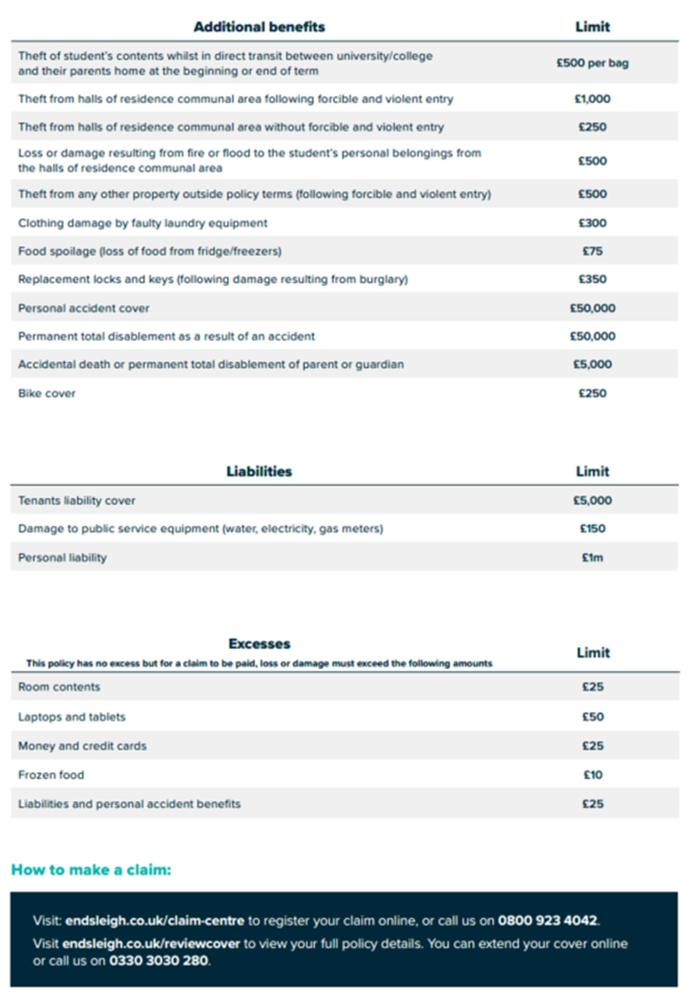 Additional benefits Limit
Theft of student's contents whilst in direct transit between university/college
and their parents home at the beginning or end of term
£500 per bag
Theft from halls of residence communal area following forcible and violent entry £1,000
Theft from halls of residence communal area without forcible and violent entry £250
Loss or damage resulting from fire or flood to the student's personal belongings from
the halls of residence communal area
£500
Theft from any other property outside policy terms (following forcible and violent entry) £500
Clothing damage by faulty laundry equipment £300
Food spoilage (loss of food from fridge/freezers) £75
Replacement locks and keys (following damage resulting from burglary) £350
Personal accident cover £50,000
Permanent total disablement as a result of an accident £50,000
Accidental death or permanent total disablement of parent or guardian £5,000
Bike cover £250
Liabilities Limit
Tenants liability cover £5,000
Damage to public service equipment (water, electricity, gas meters) £150
Personal liability £1m
Excesses
Limit
This policy has no excess but for a claim to be paid, loss or damage must exceed the following amounts
Room contents £25
Laptops and tablets £50
Money and credit cards £25
Frozen food £10
Liabilities and personal accident benefits £25
How to make a claim:
Visit: endsleigh.co.uk/claim-centre to register your claim online, or call us on 0800 923 4042.
Visit endsleigh.co.uk/reviewcover to view your full policy details. You can extend your cover online
or call us on 0330 3030 280.